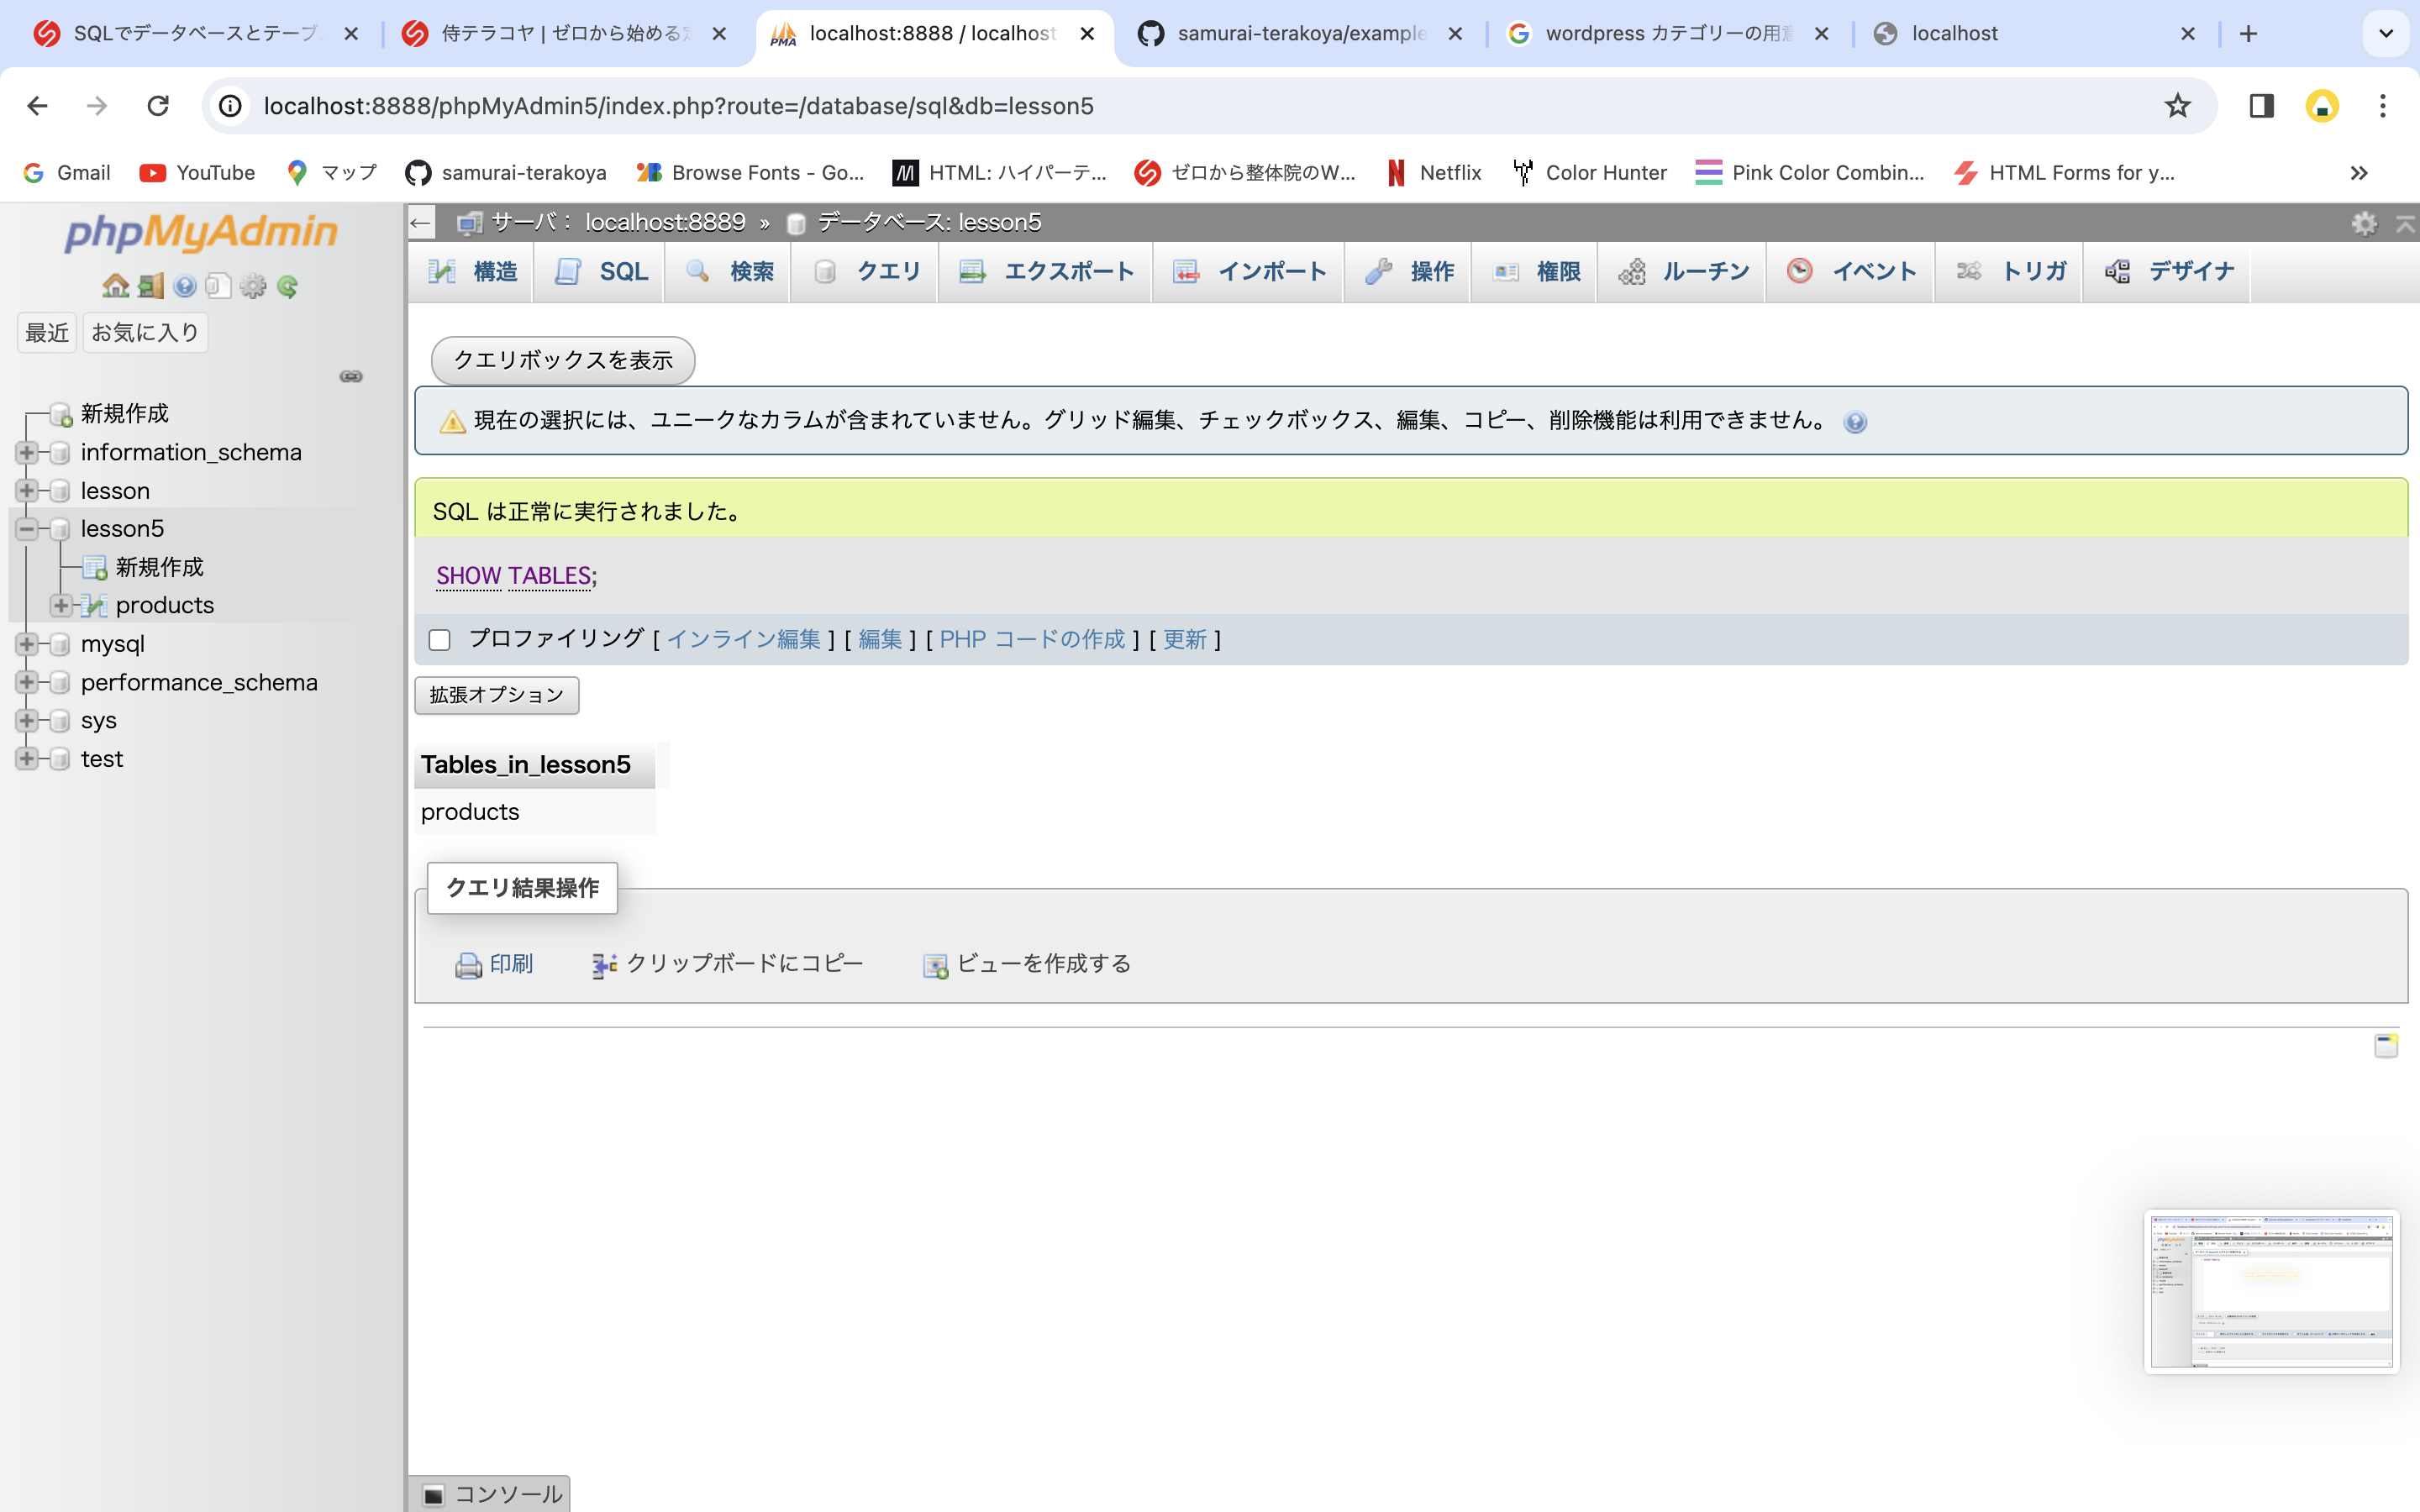 SQLでデータベースとテーブ
侍テラコヤ | ゼロから始める
localhost:8888 / localhost
samurai-terakoya/example
wordpress カテゴリーの用意
localhost
localhost:8888/phpMyAdmin5/index.php?route=/database/sql&db=lesson5
Gmail
YouTube
マップ
samurai-terakoya
Browse Fonts - Go...
HTML: ハイパーテ...
ゼロから整体院のW...
Netflix
Color Hunter
Pink Color Combin...
HTML Forms for y...
phpMyAdmin
最近
お気に入り
新規作成
information_schema
lesson
lesson5
新規作成
products
mysql
performance_schema
sys
test
サーバ： localhost:8889 » データベース: lesson5
構造
SQL
検索
クエリ
エクスポート
インポート
操作
権限
ルーチン
イベント
トリガ
デザイナ
クエリボックスを表示
現在の選択には、ユニークなカラムが含まれていません。グリッド編集、チェックボックス、編集、コピー、削除機能は利用できません。
SQL は正常に実行されました。
SHOW TABLES;
プロファイリング [ インライン編集 ] [ 編集 ] [ PHP コードの作成 ] [ 更新 ]
拡張オプション
Tables_in_lesson5
products
クエリ結果操作
印刷
クリップボードにコピー
ビューを作成する
コンソール